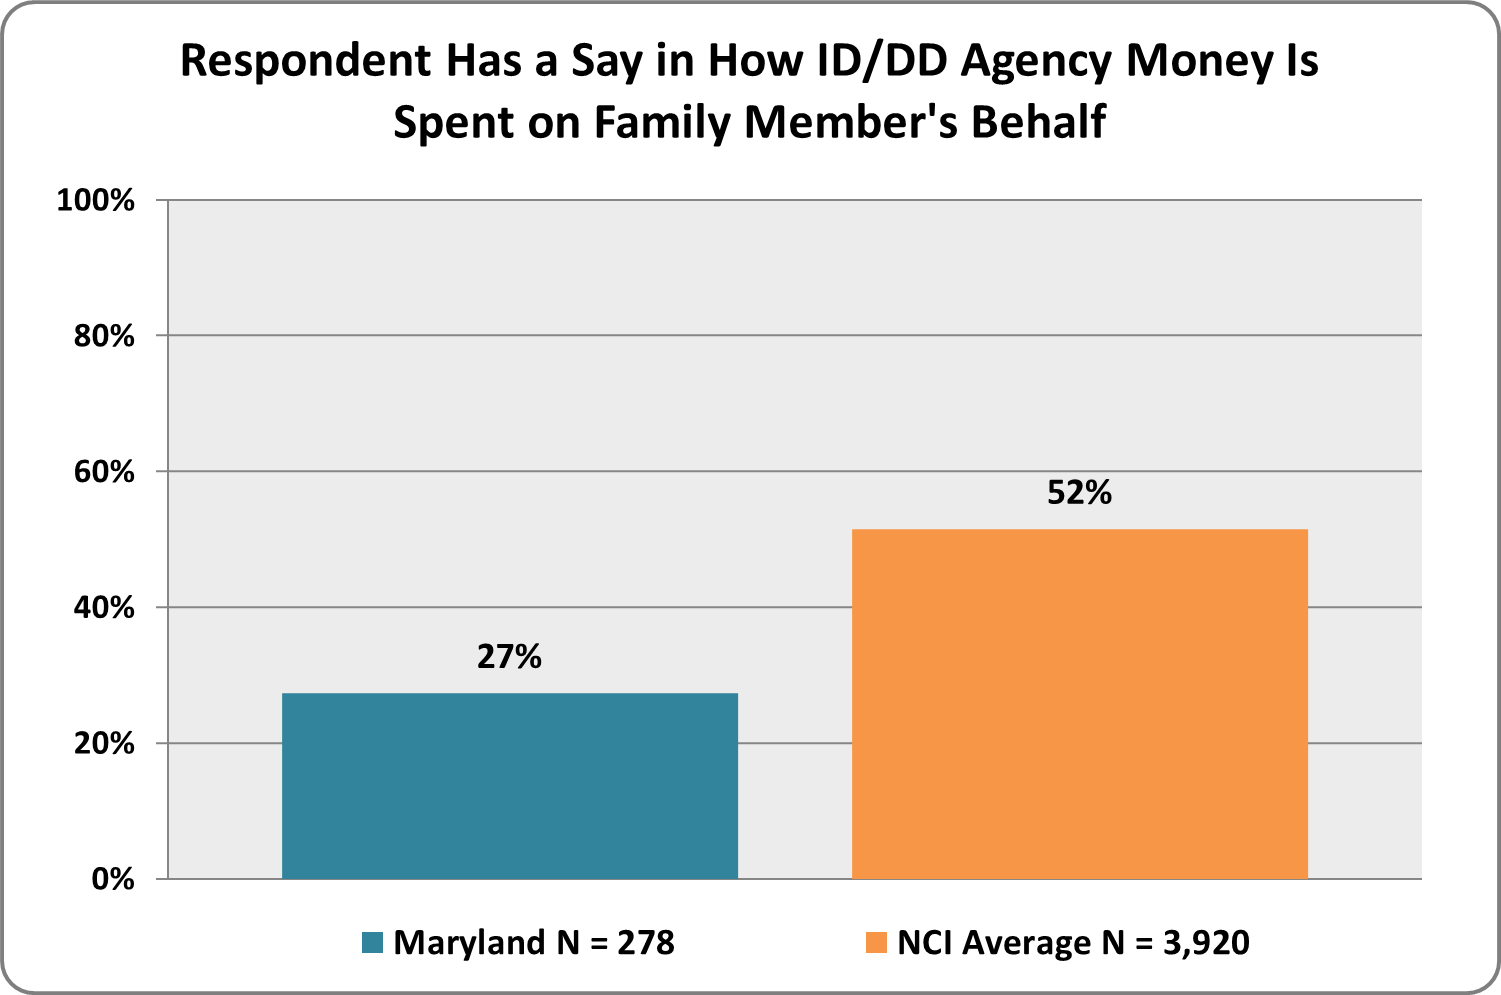 Respondent Has a Say in How ID/DD Agency Money Is
Spent on Family Member's Behalf
100%
80%
60%
52%
40%
27%
20%
0%
Maryland N = 278
NCI Average N = 3,920